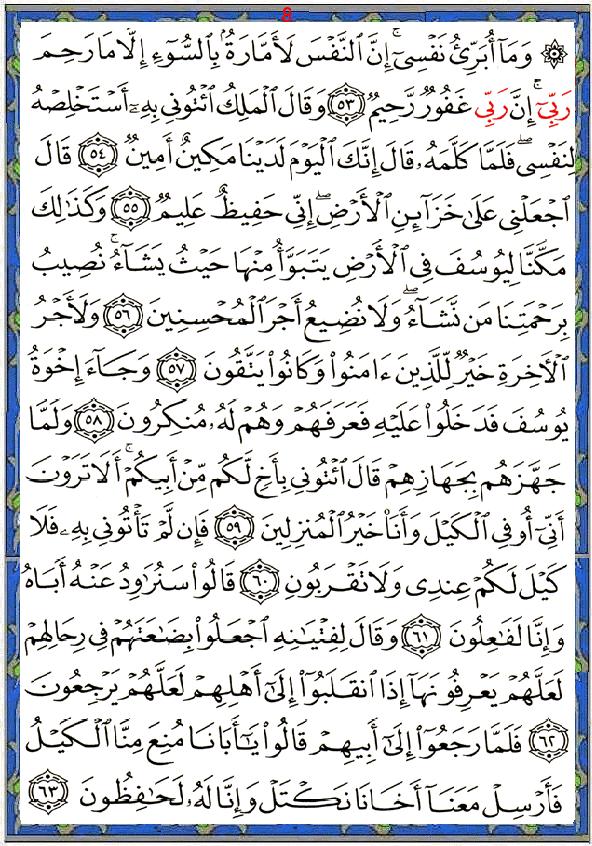 8
۞ وَمَآ أُبَرِّئُ نَفْسِىٓ ۚ إِنَّ ٱلنَّفْسَ لَأَمَّارَةٌۢ بِٱلسُّوٓءِ إِلَّا مَا رَحِمَ
رَبِّىٓ ۚ إِنَّ رَبِّى غَفُورٌ رَّحِيمٌ ﴿٥٣﴾ وَقَالَ ٱلْمَلِكُ ٱئْتُونِى بِهِۦٓ أَسْتَخْلِصْهُ
لِنَفْسِى ۖ فَلَمَّا كَلَّمَهُۥ قَالَ إِنَّكَ ٱلْيَوْمَ لَدَيْنَا مَكِينٌ أَمِينٌ ﴿٥٤﴾ قَالَ
ٱجْعَلْنِى عَلَىٰ خَزَآئِنِ ٱلْأَرْضِ ۖ إِنِّى حَفِيظٌ عَلِيمٌ ﴿٥٥﴾ وَكَذَٰلِكَ
مَكَّنَّا لِيُوسُفَ فِى ٱلْأَرْضِ يَتَبَوَّأُ مِنْهَا حَيْثُ يَشَآءُ ۚ نُصِيبُ
بِرَحْمَتِنَا مَن نَّشَآءُ ۖ وَلَا نُضِيعُ أَجْرَ ٱلْمُحْسِنِينَ ﴿٥٦﴾ وَلَأَجْرُ
ٱلْأَخِرَةِ خَيْرٌ لِّلَّذِينَ ءَامَنُوا۟ وَكَانُوا۟ يَتَّقُونَ ﴿٥٧﴾ وَجَآءَ إِخْوَةُ
يُوسُفَ فَدَخَلُوا۟ عَلَيْهِ فَعَرَفَهُمْ وَهُمْ لَهُۥ مُنكِرُونَ ﴿٥٨﴾ وَلَمَّا
جَهَّزَهُم بِجَهَازِهِمْ قَالَ ٱئْتُونِى بِأَخٍ لَّكُم مِّنْ أَبِيكُمْ ۚ أَلَا تَرَوْنَ
أَنِّىٓ أُوفِى ٱلْكَيْلَ وَأَنَا۠ خَيْرُ ٱلْمُنزِلِينَ ﴿٥٩﴾ فَإِن لَّمْ تَأْتُونِى بِهِۦ فَلَا
كَيْلَ لَكُمْ عِندِى وَلَا تَقْرَبُونِ ﴿٦٠﴾ قَالُوا۟ سَنُرَٰوِدُ عَنْهُ أَبَاهُ
وَإِنَّا لَفَٰعِلُونَ ﴿٦١﴾ وَقَالَ لِفِتْيَٰنِهِ ٱجْعَلُوا۟ بِضَٰعَتَهُمْ فِى رِحَالِهِمْ
لَعَلَّهُمْ يَعْرِفُونَهَآ إِذَا ٱنقَلَبُوٓا۟ إِلَىٰٓ أَهْلِهِمْ لَعَلَّهُمْ يَرْجِعُونَ
﴿٦٢﴾ فَلَمَّا رَجَعُوٓا۟ إِلَىٰٓ أَبِيهِمْ قَالُوا۟ يَٰٓأَبَانَا مُنِعَ مِنَّا ٱلْكَيْلُ
فَأَرْسِلْ مَعَنَآ أَخَانَا نَكْتَلْ وَإِنَّا لَهُۥ لَحَٰفِظُونَ ﴿٦٣﴾